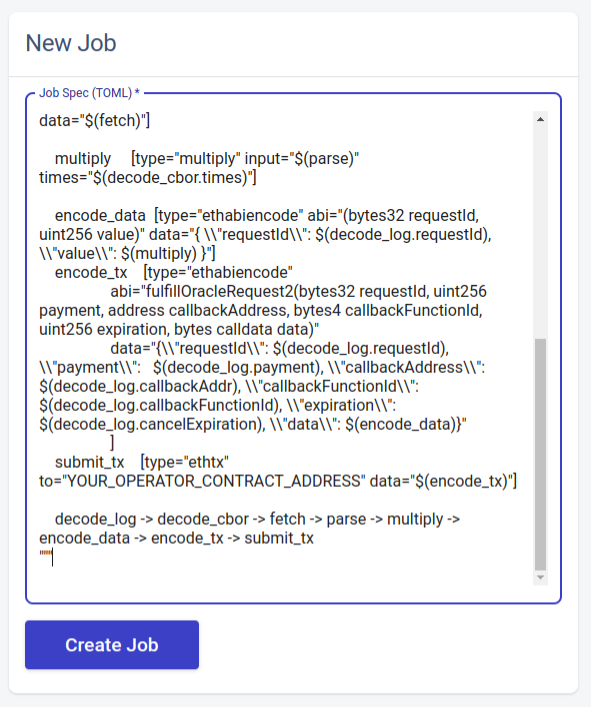 New Job
Job Spec (TOML) *
data="$(fetch)"]
multiply     [type="multiply" input="$(parse)"
times="$(decode_cbor.times)"]
encode_data  [type="ethabiencode" abi="(bytes32 requestId,
uint256 value)" data="{ \\"requestId\\": $(decode_log.requestId),
\\"value\\": $(multiply) }"]
encode_tx    [type="ethabiencode"
abi="fulfillOracleRequest2(bytes32 requestId, uint256
payment, address callbackAddress, bytes4 callbackFunctionId,
uint256 expiration, bytes calldata data)"
data="{\\"requestId\\": $(decode_log.requestId),
\\"payment\\":   $(decode_log.payment), \\"callbackAddress\\":
$(decode_log.callbackAddr), \\"callbackFunctionId\\":
$(decode_log.callbackFunctionId), \\"expiration\\":
$(decode_log.cancelExpiration), \\"data\\": $(encode_data)}"
]
submit_tx    [type="ethtx"
to="YOUR_OPERATOR_CONTRACT_ADDRESS" data="$(encode_tx)"]
decode_log -> decode_cbor -> fetch -> parse -> multiply ->
encode_data -> encode_tx -> submit_tx
"""
Create Job